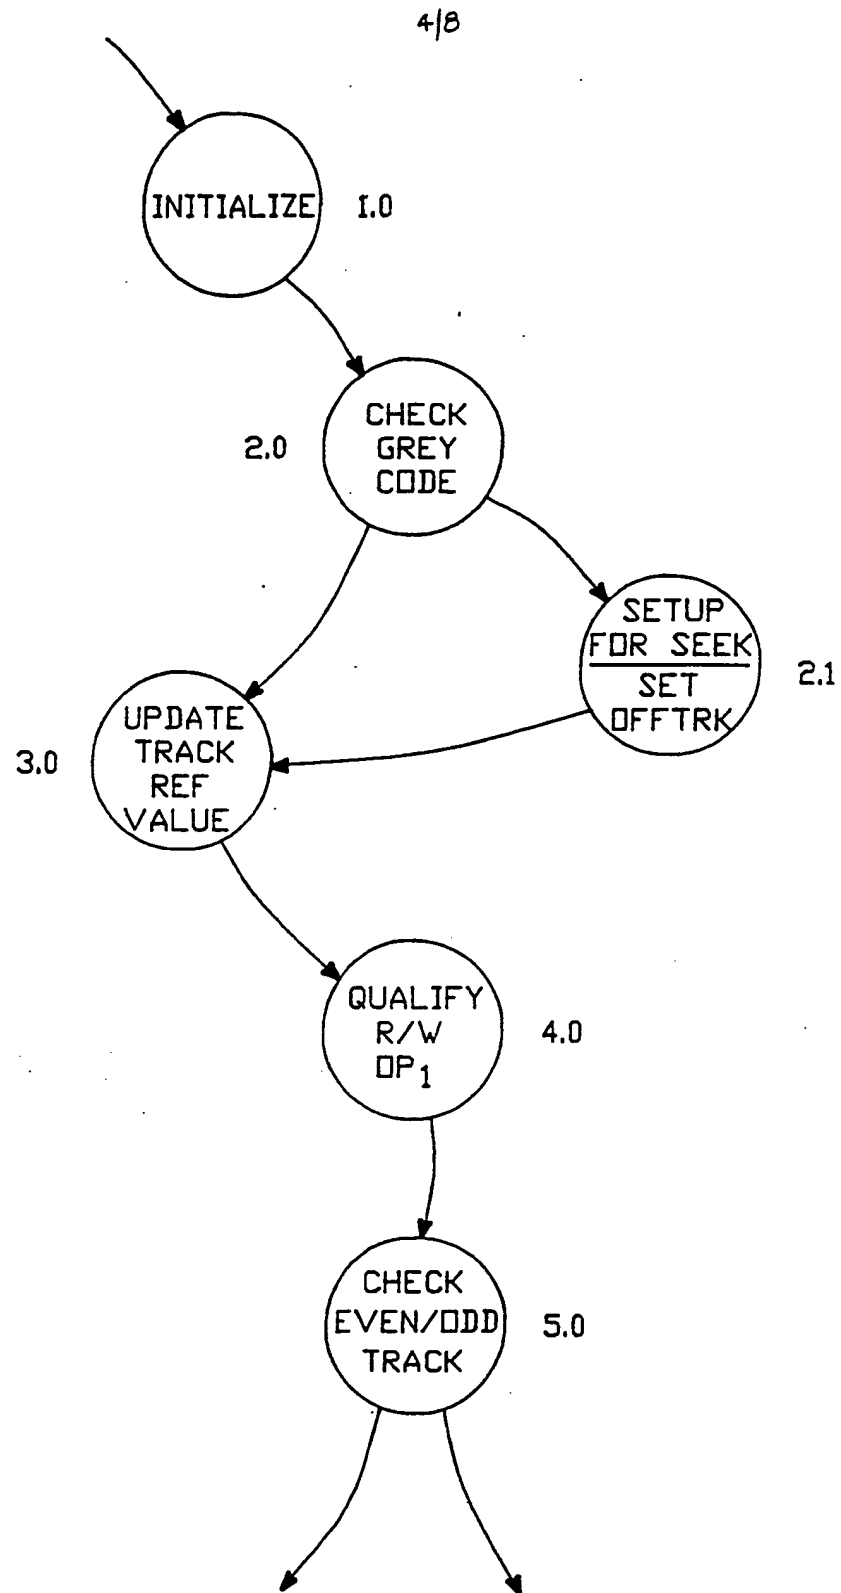 4/8
INITIALIZE
1.0
CHECK
GREY
CODE
2.0
SETUP
FOR SEEK
SET
OFFTRK
2.1
UPDATE
TRACK
REF
VALUE
3.0
QUALIFY
R/W
OP1
4.0
CHECK
EVEN/ODD
TRACK
5.0